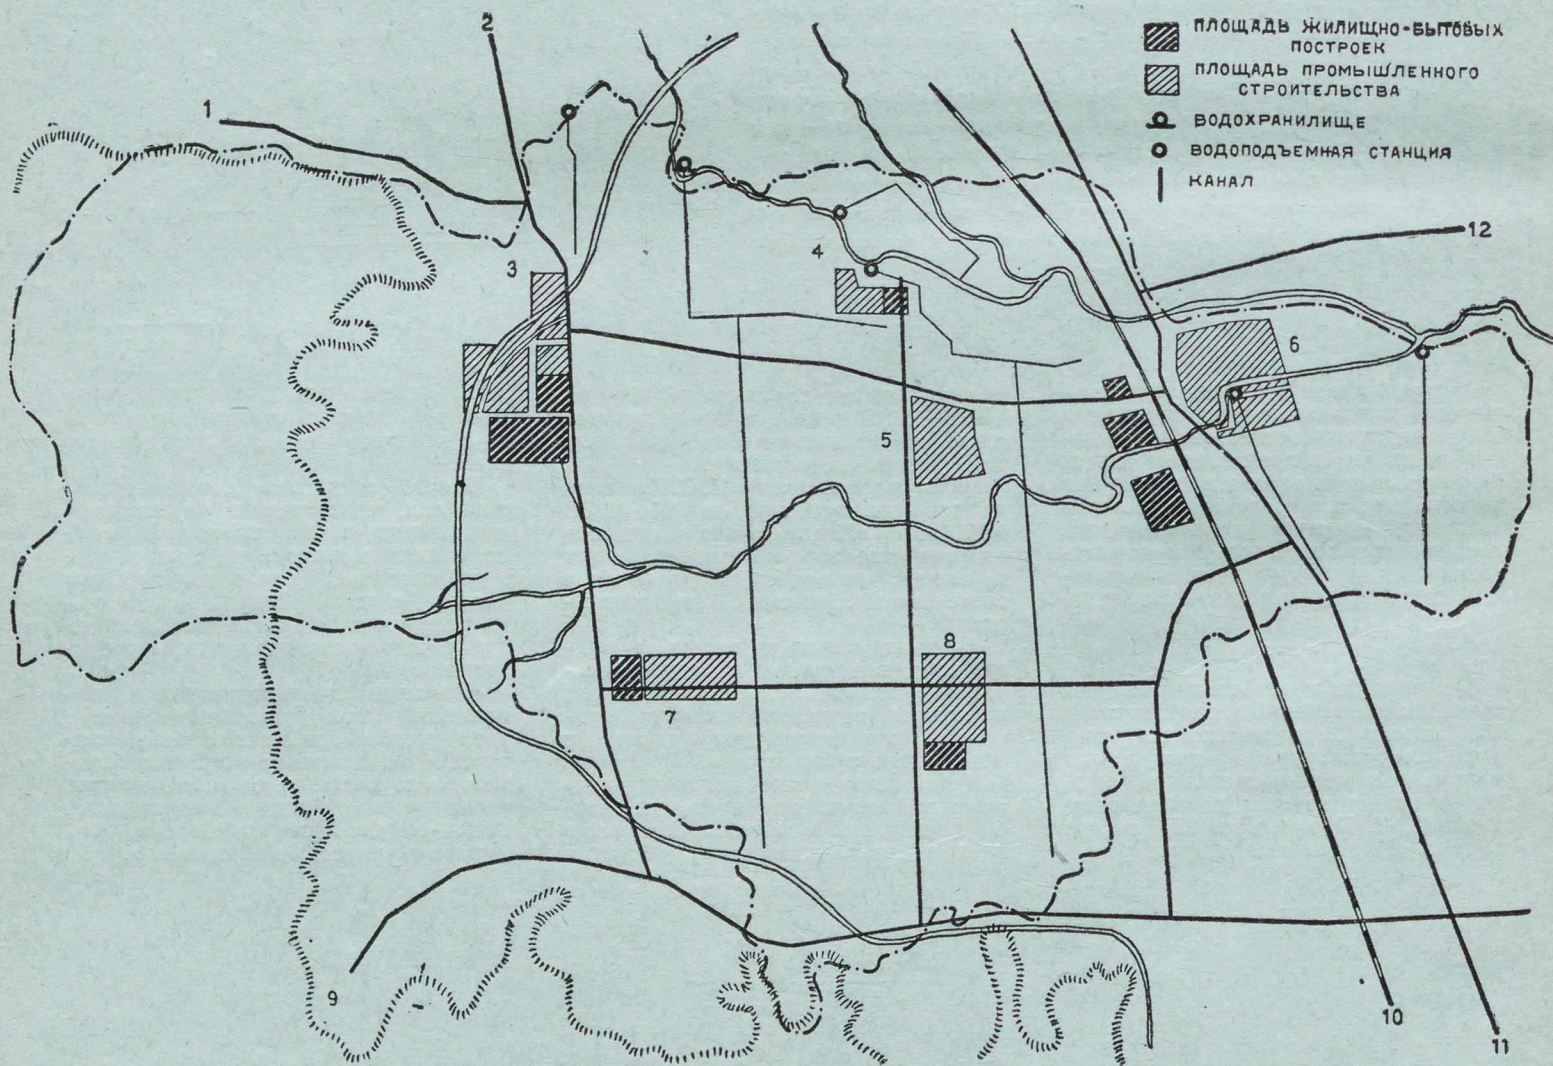 ПЛОЩАДЬ ЖИЛИЩНО-БЫТОВЫХ
ПОСТРОЕК
ПЛОЩАДЬ ПРОМЫШЛЕННОГО
СТРОИТЕЛЬСТВА
ВОДОХРАНИЛИЩЕ
ВОДОПОДЪЕМНАЯ СТАНЦИЯ
КАНАЛ
1
2
3
4
5
6
7
8
9
10
11
12